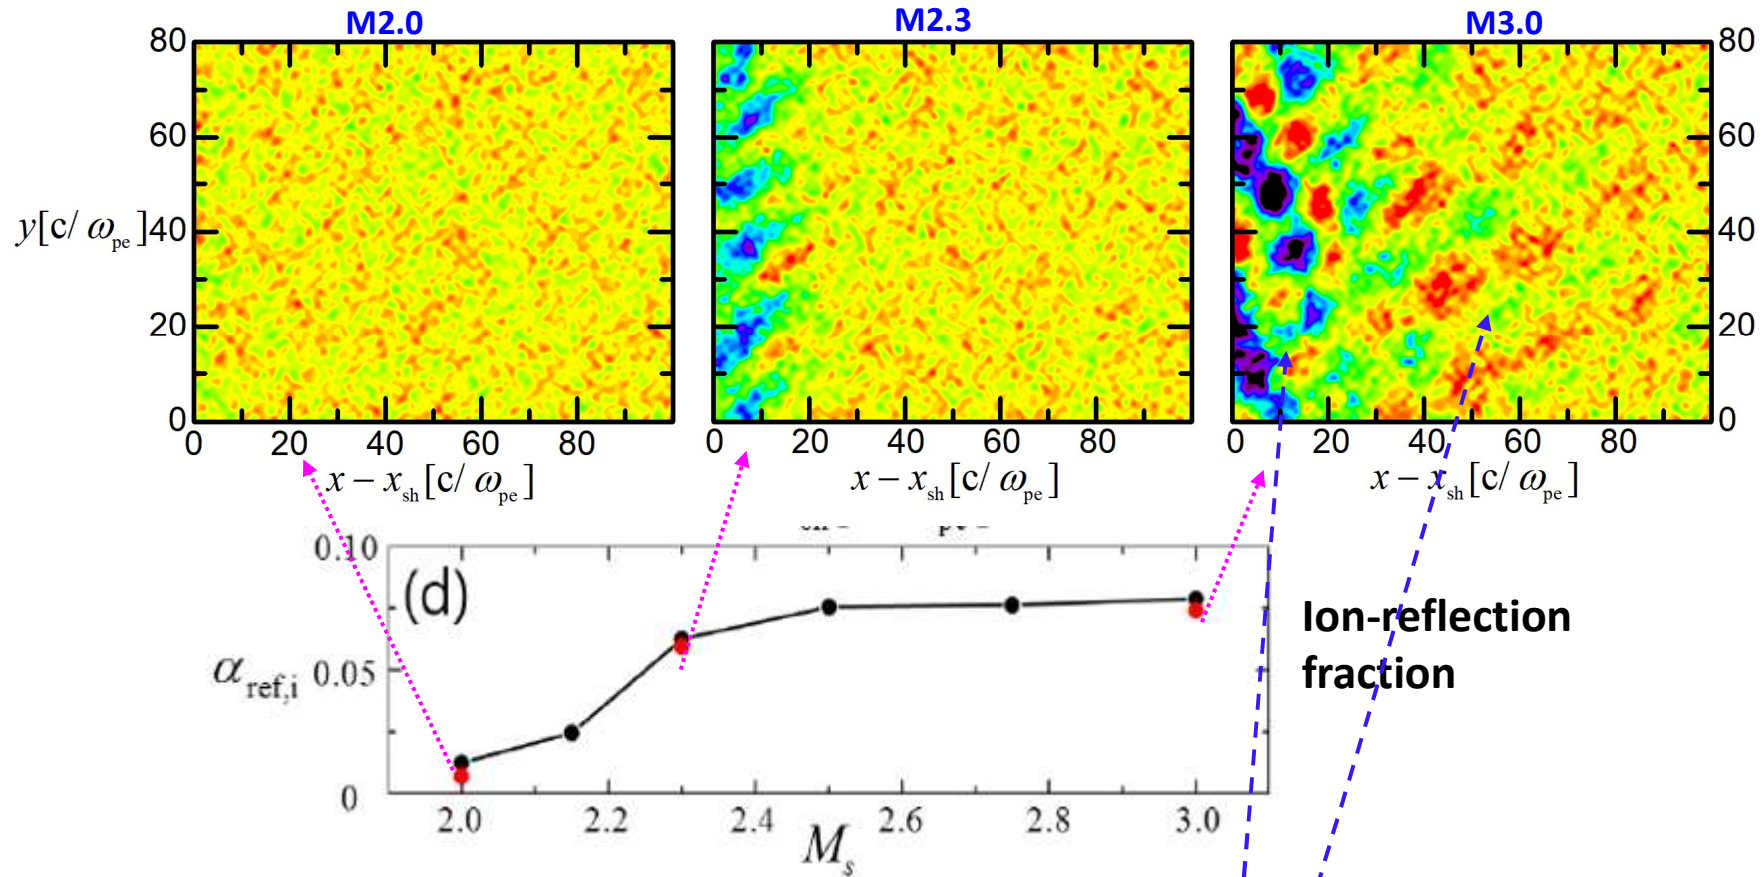 M2.0 M2.3 M3.0
80 80
60 60
y[c/ ω_pe] 40 40
20 20
0 0
0 20 40 60 80 0 20 40 60 80 0 20 40 60 80
x − x_sh [c/ ω_pe] x − x_sh [c/ ω_pe] x − x_sh [c/ ω_pe]
0.10
(d)
Ion-reflection
α_ref,i 0.05 fraction
0
2.0 2.2 2.4 2.6 2.8 3.0
M_s